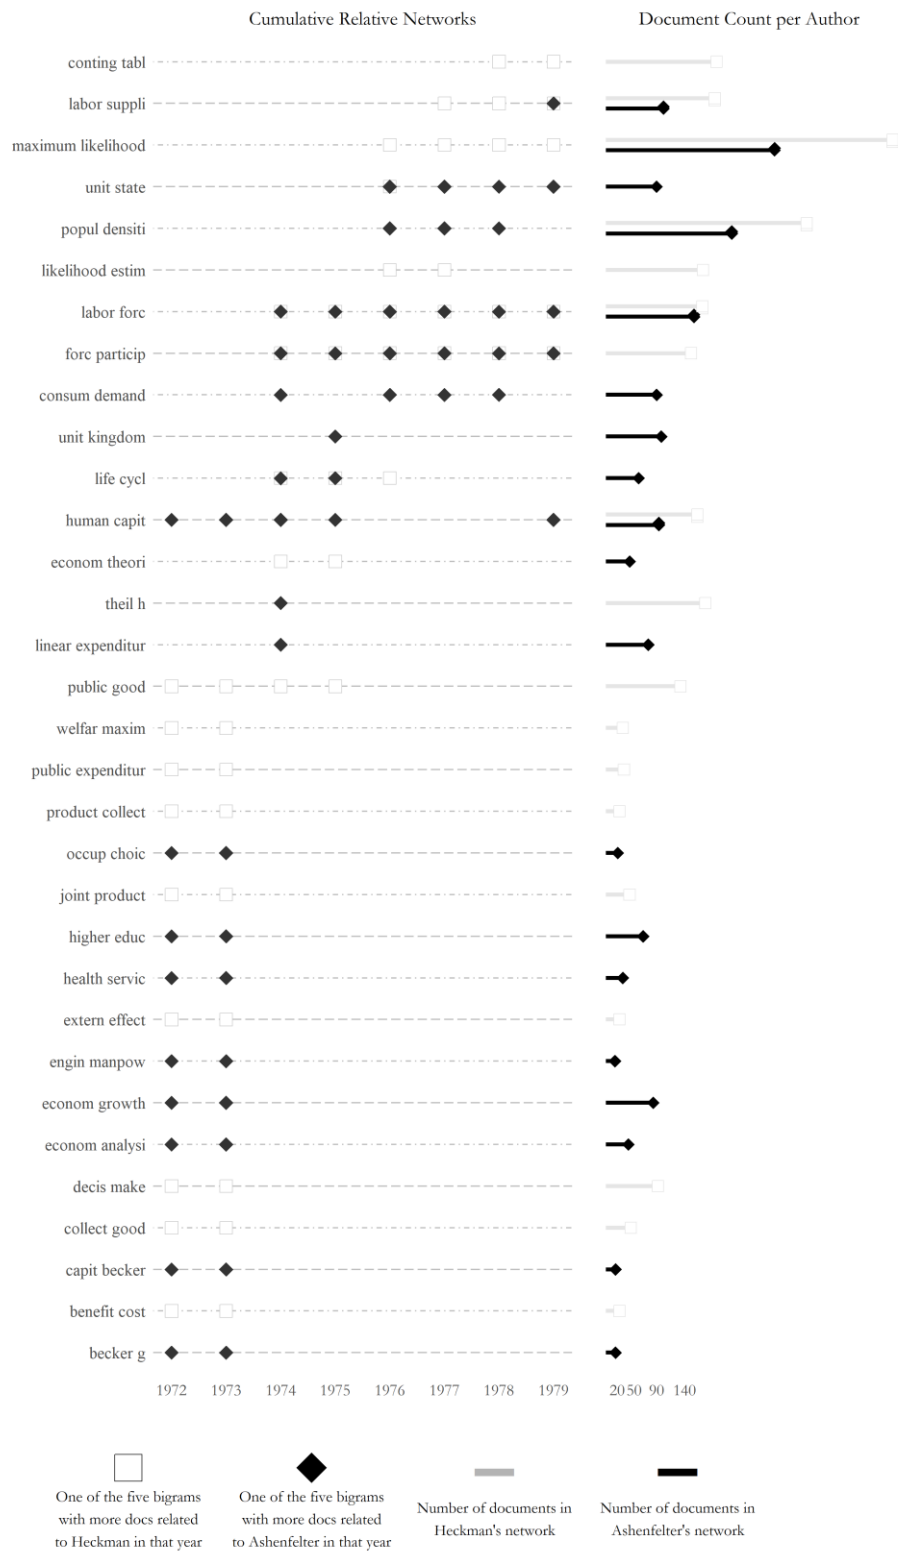 Cumulative Relative Networks
Document Count per Author
conting tabl
labor suppli
maximum likelihood
unit state
popul densiti
likelihood estim
labor forc
forc particip
consum demand
unit kingdom
life cycl
human capit
econom theori
theil h
linear expenditur
public good
welfar maxim
public expenditur
product collect
occup choic
joint product
higher educ
health servic
extern effect
engin manpow
econom growth
econom analysi
decis make
collect good
capit becker
benefit cost
becker g
1972 1973 1974 1975 1976 1977 1978 1979
20 50 90 140
One of the five bigrams
with more docs related
to Heckman in that year
One of the five bigrams
with more docs related
to Ashenfelter in that year
Number of documents in
Heckman's network
Number of documents in
Ashenfelter's network